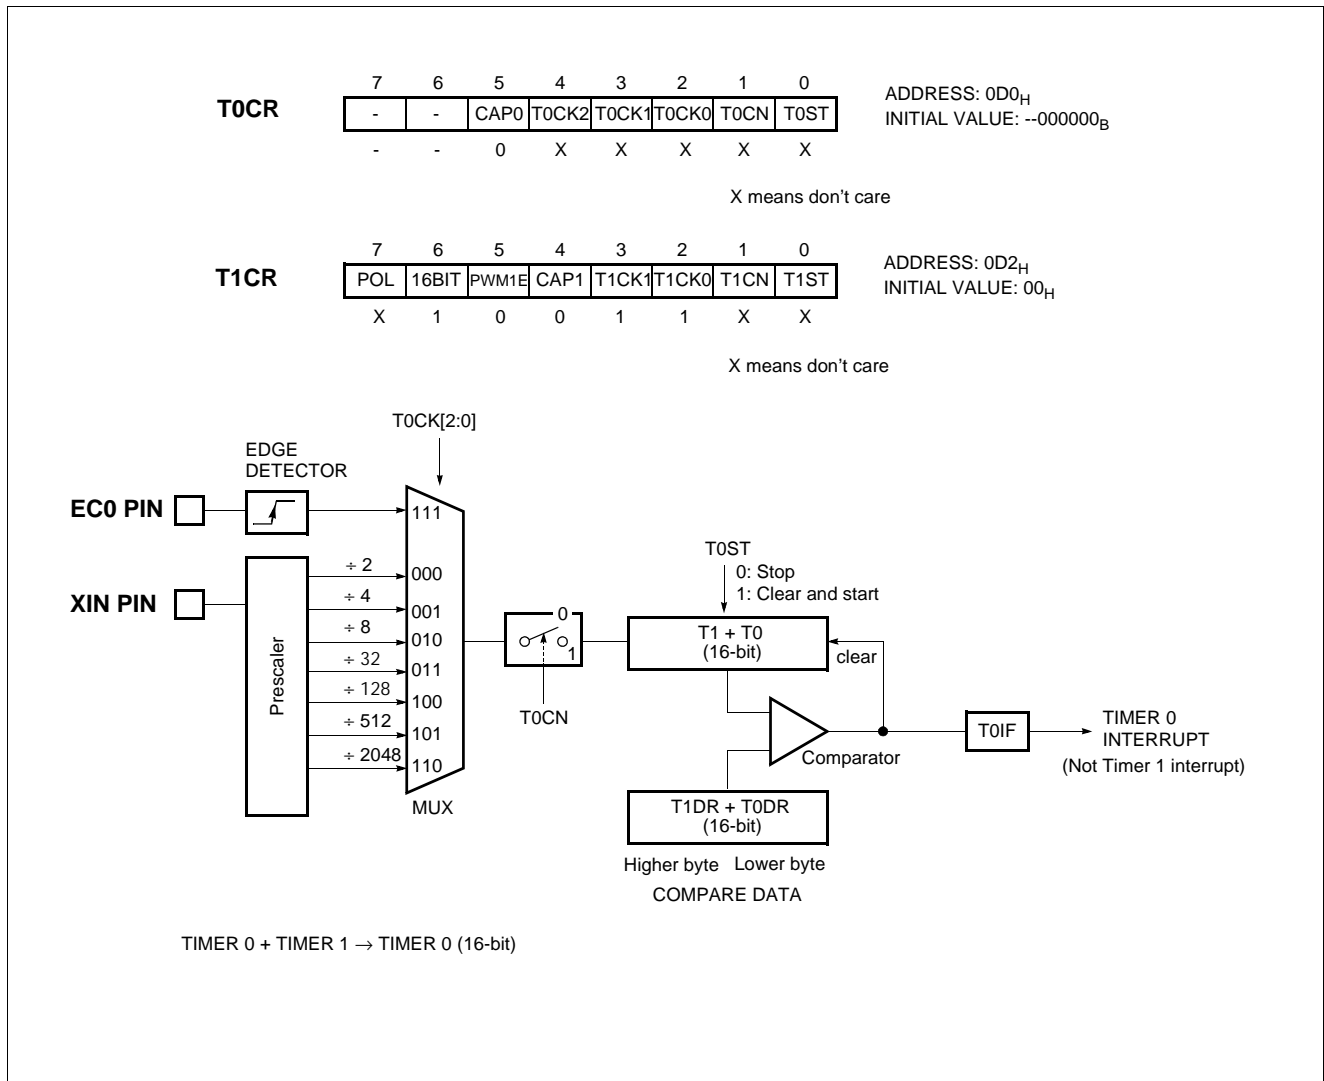 7 6 5 4 3 2 1 0
T0CR - - CAP0 T0CK2 T0CK1 T0CK0 T0CN T0ST
ADDRESS: 0D0H
INITIAL VALUE: --000000B
- - 0 X X X X X
X means don't care
7 6 5 4 3 2 1 0
T1CR POL 16BIT PWM1E CAP1 T1CK1 T1CK0 T1CN T1ST
ADDRESS: 0D2H
INITIAL VALUE: 00H
X 1 0 0 1 1 X X
X means don't care
T0CK[2:0]
EDGE
DETECTOR
EC0 PIN
111
XIN PIN
Prescaler
÷ 2 000
÷ 4 001
÷ 8 010
÷ 32 011
÷ 128 100
÷ 512 101
÷ 2048 110
MUX
0
1
T0CN
T0ST
0: Stop
1: Clear and start
T1 + T0
(16-bit)
clear
Comparator
T0IF
TIMER 0
INTERRUPT
(Not Timer 1 interrupt)
T1DR + T0DR
(16-bit)
Higher byte Lower byte
COMPARE DATA
TIMER 0 + TIMER 1 → TIMER 0 (16-bit)